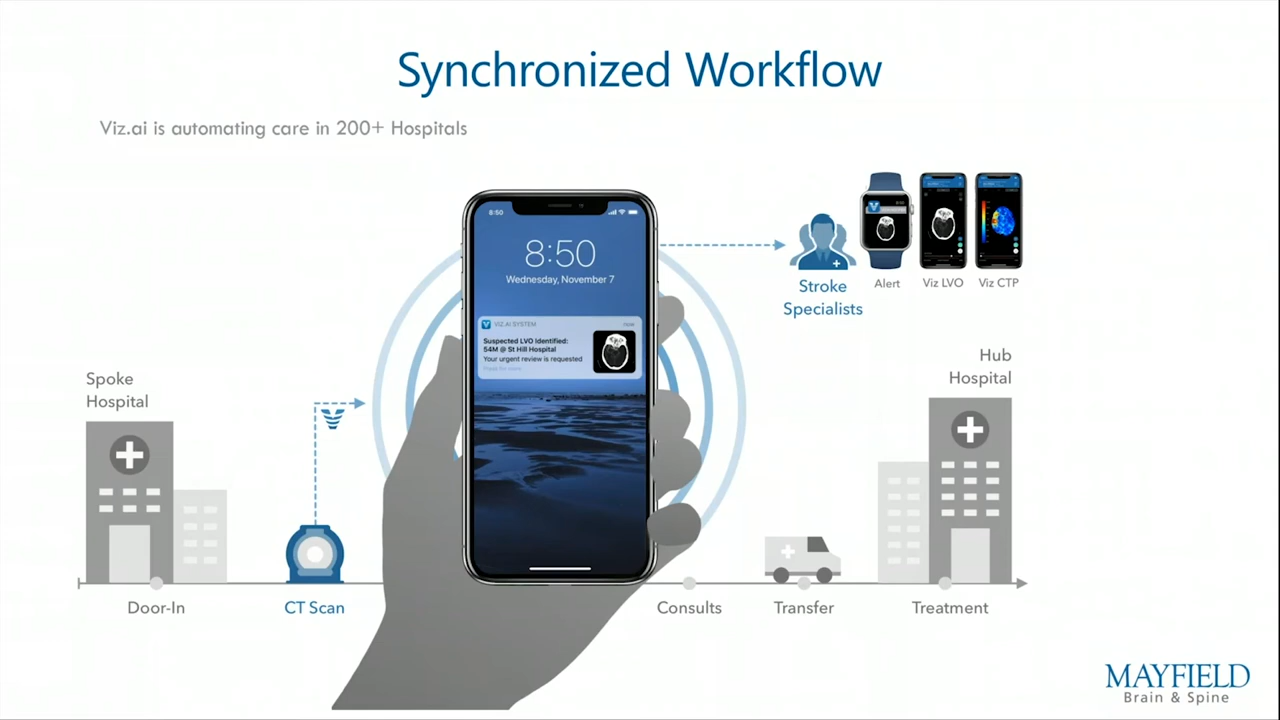 Synchronized Workflow
Viz.ai is automating care in 200+ Hospitals
8:50
8:50
Wednesday, November 7
VIZ.AI SYSTEM
now
Suspected LVO Identified:
54M @ St Hill Hospital
Your urgent review is requested
Stroke
Specialists
Alert
Viz LVO
Viz CTP
Spoke
Hospital
Hub
Hospital
Door-In
CT Scan
Consults
Transfer
Treatment
MAYFIELD
Brain & Spine